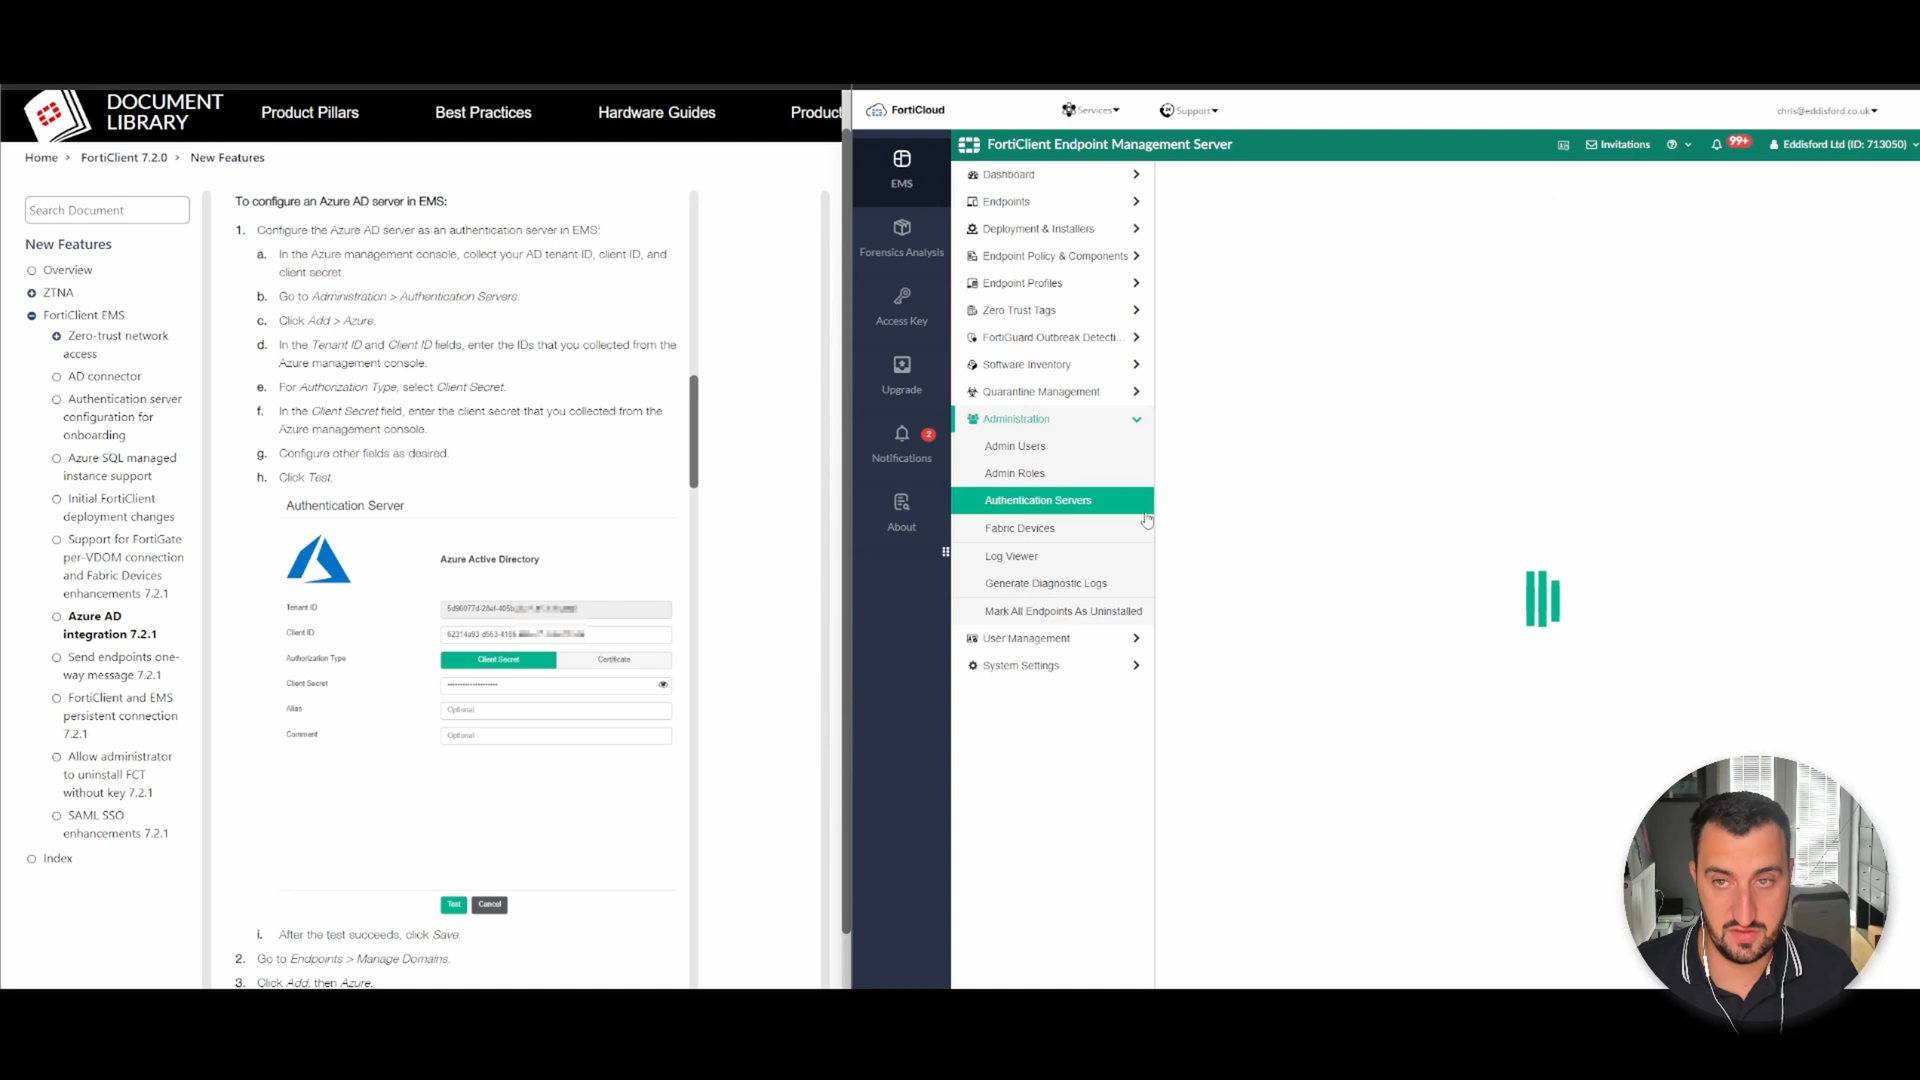 DOCUMENT
LIBRARY
Product Pillars
Best Practices
Hardware Guides
Product
Home > FortiClient 7.2.0 > New Features
Search Document
New Features
Overview
ZTNA
FortiClient EMS
Zero-trust network
access
AD connector
Authentication server
configuration for
onboarding
Azure SQL managed
instance support
Initial FortiClient
deployment changes
Support for FortiGate
per-VDOM connection
and Fabric Devices
enhancements 7.2.1
Azure AD
integration 7.2.1
Send endpoints one-
way message 7.2.1
FortiClient and EMS
persistent connection
7.2.1
Allow administrator
to uninstall FCT
without key 7.2.1
SAML SSO
enhancements 7.2.1
Index
To configure an Azure AD server in EMS:
1. Configure the Azure AD server as an authentication server in EMS:
a. In the Azure management console, collect your AD tenant ID, client ID, and
client secret.
b. Go to Administration > Authentication Servers.
c. Click Add > Azure.
d. In the Tenant ID and Client ID fields, enter the IDs that you collected from the
Azure management console.
e. For Authorization Type, select Client Secret.
f. In the Client Secret field, enter the client secret that you collected from the
Azure management console.
g. Configure other fields as desired.
h. Click Test.
Authentication Server
Azure Active Directory
Tenant ID
Client ID
Authorization Type
Client Secret
Certificate
Client Secret
Alias
Optional
Comment
Optional
Test
Cancel
i. After the test succeeds, click Save.
2. Go to Endpoints > Manage Domains.
3. Click Add, then Azure.
FortiCloud
Services
Support
chris@eddisford.co.uk
EMS
Forensics Analysis
Access Key
Upgrade
2
Notifications
About
FortiClient Endpoint Management Server
Invitations
99+
Eddisford Ltd (ID: 713050)
Dashboard
Endpoints
Deployment & Installers
Endpoint Policy & Components
Endpoint Profiles
Zero Trust Tags
FortiGuard Outbreak Detecti...
Software Inventory
Quarantine Management
Administration
Admin Users
Admin Roles
Authentication Servers
Fabric Devices
Log Viewer
Generate Diagnostic Logs
Mark All Endpoints As Uninstalled
User Management
System Settings